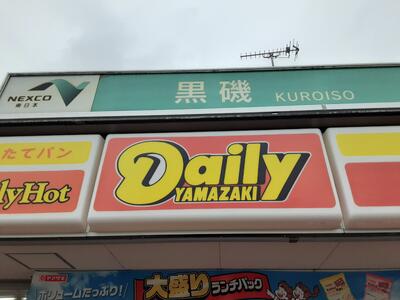 NEXCO
東日本
黒磯 KUROISO
たてパン
lyHot
Daily
YAMAZAKI
ボリュームたっぷり!
大盛りランチパック